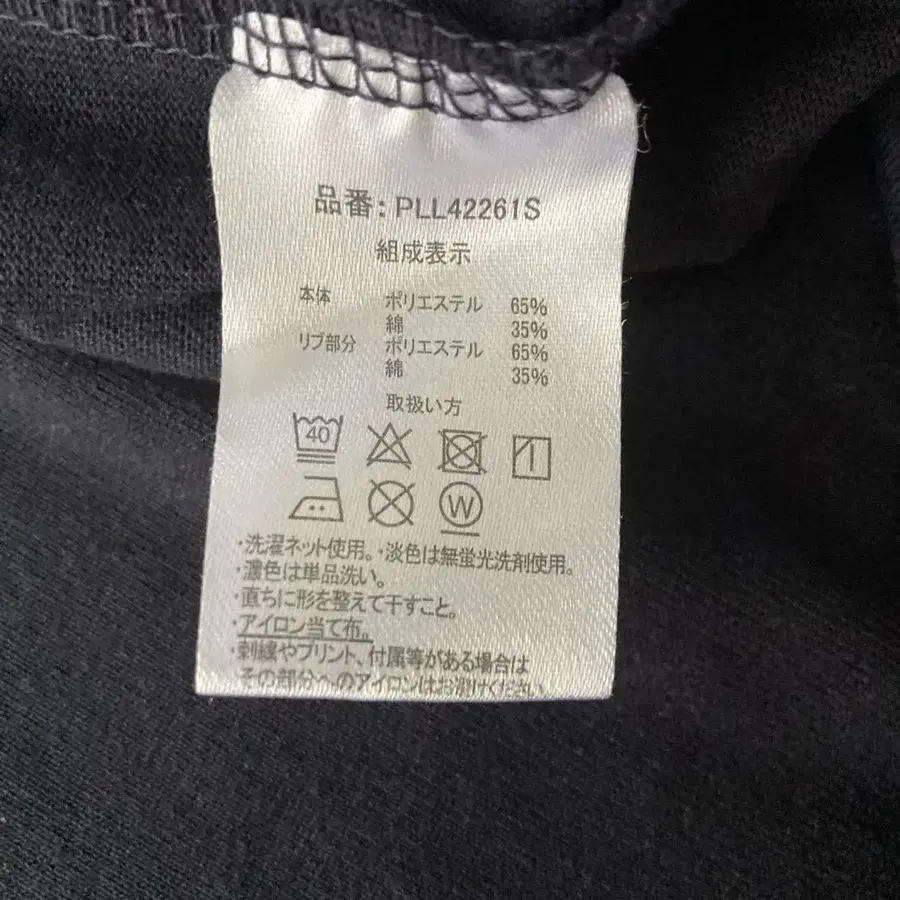 品番: PLL42261S
組成表示
本体 ポリエステル 65%
綿 35%
リブ部分 ポリエステル 65%
綿 35%
取扱い方
40
W
・洗濯ネット使用。・淡色は無蛍光洗剤使用。
・濃色は単品洗い。
・直ちに形を整えて干すこと。
・アイロン当て布。
・刺繍やプリント、付属等がある場合は
その部分へのアイロンはお避けください